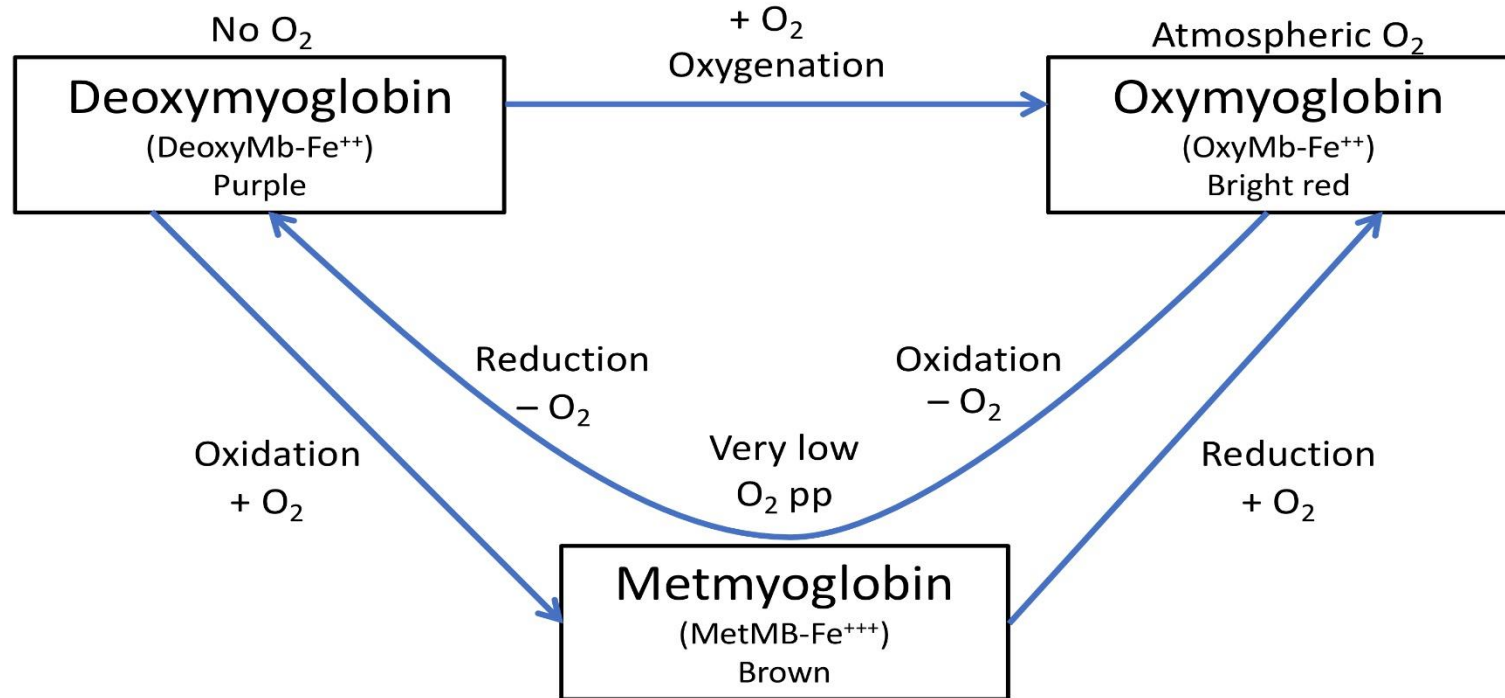 No O₂
Deoxymyoglobin
(DeoxyMb-Fe⁺⁺)
Purple
+ O₂
Oxygenation
Atmospheric O₂
Oxymyoglobin
(OxyMb-Fe⁺⁺)
Bright red
Reduction
– O₂
Oxidation
– O₂
Oxidation
+ O₂
Very low
O₂ pp
Reduction
+ O₂
Metmyoglobin
(MetMB-Fe⁺⁺⁺)
Brown